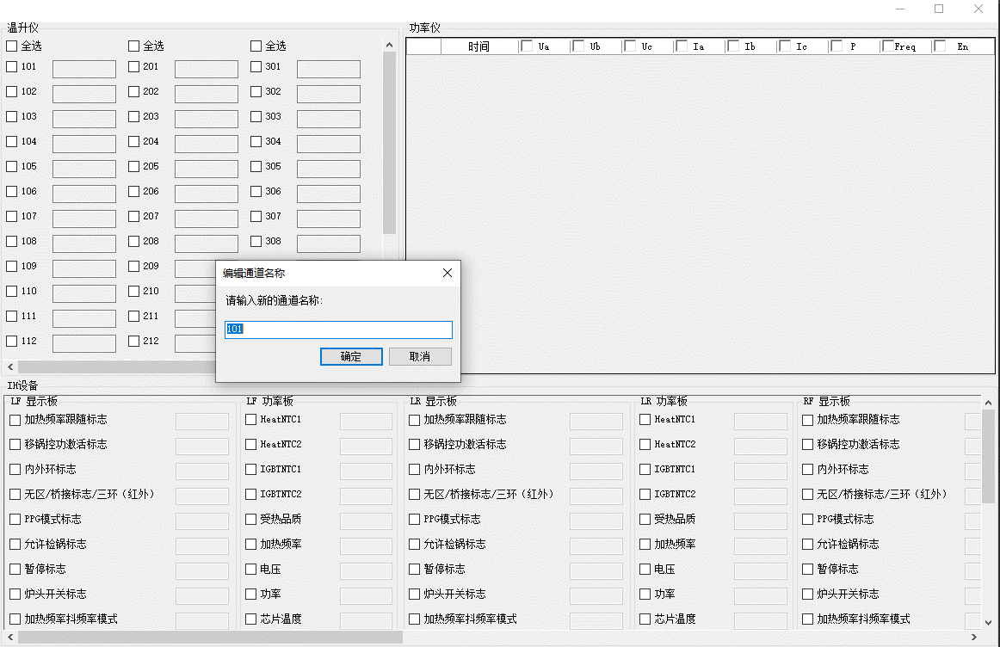 温升仪
全选 全选 全选
101 201 301
102 202 302
103 203 303
104 204 304
105 205 305
106 206 306
107 207 307
108 208 308
109 209
110 210
111 211
112 212
功率仪
时间 Ua Ub Uc Ia Ib Ic P Freq En
编辑通道名称
请输入新的通道名称:
101
确定 取消
IH设备
LF 显示板
加热频率跟随标志
移锅控功激活标志
内外环标志
无区/桥接标志/三环（红外）
PPG模式标志
允许检锅标志
暂停标志
炉头开关标志
加热频率抖频率模式
LF 功率板
HeatNTC1
HeatNTC2
IGBTNTC1
IGBTNTC2
受热品质
加热频率
电压
功率
芯片温度
LR 显示板
加热频率跟随标志
移锅控功激活标志
内外环标志
无区/桥接标志/三环（红外）
PPG模式标志
允许检锅标志
暂停标志
炉头开关标志
加热频率抖频率模式
LR 功率板
HeatNTC1
HeatNTC2
IGBTNTC1
IGBTNTC2
受热品质
加热频率
电压
功率
芯片温度
RF 显示板
加热频率跟随标志
移锅控功激活标志
内外环标志
无区/桥接标志/三环（红外）
PPG模式标志
允许检锅标志
暂停标志
炉头开关标志
加热频率抖频率模式